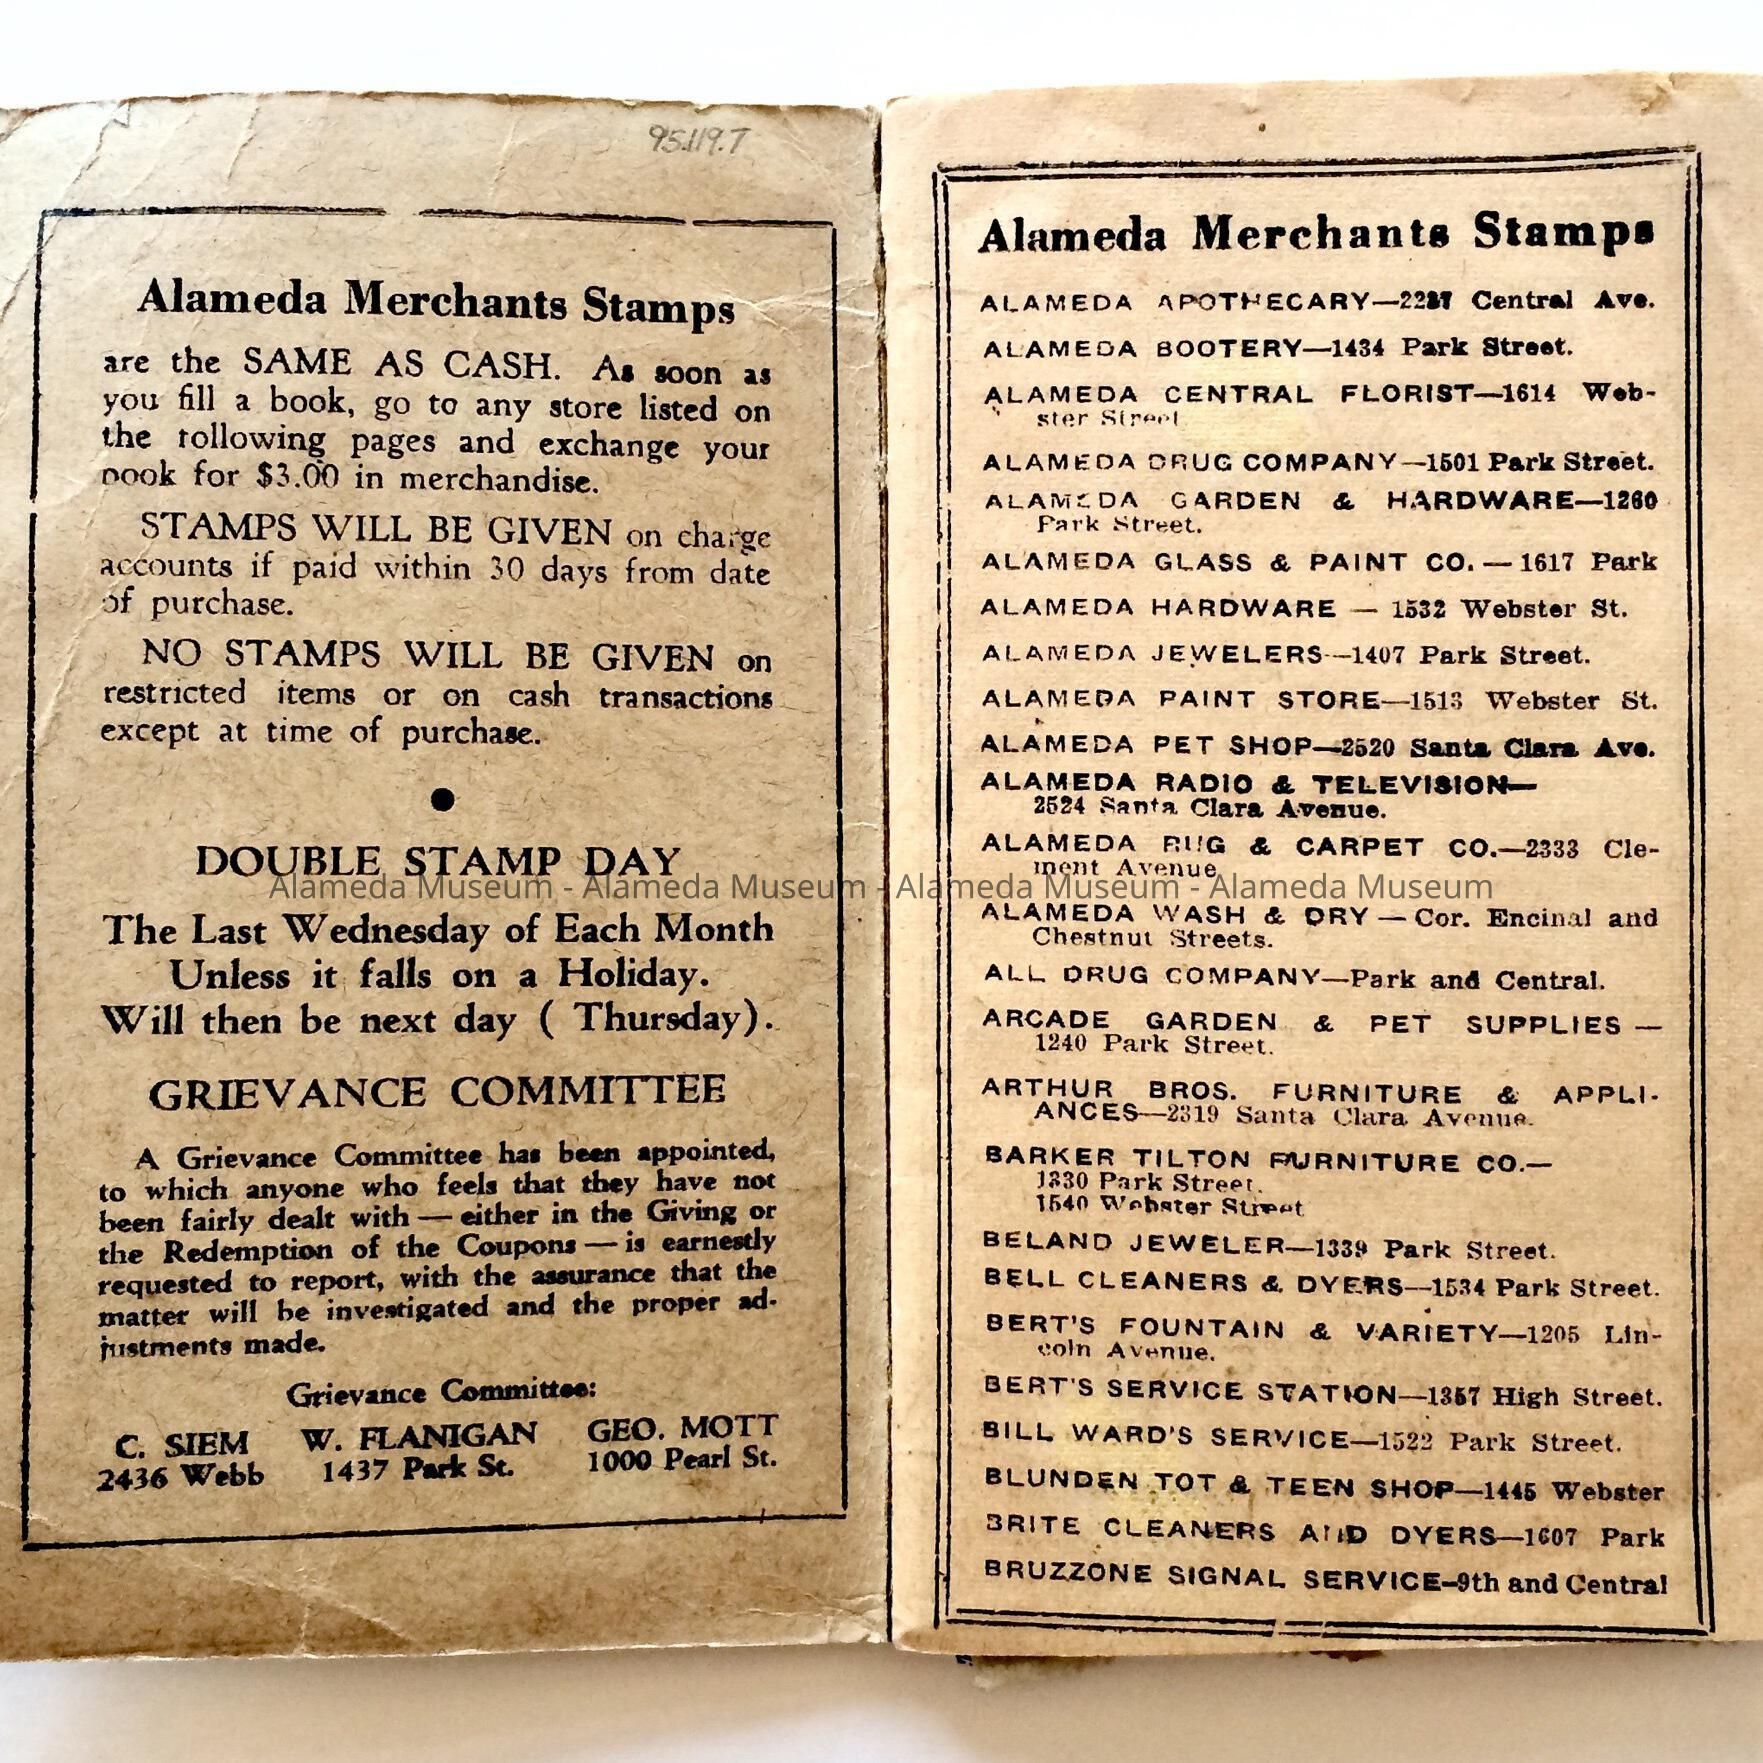 95.119.7
Alameda Merchants Stamps
are the SAME AS CASH. As soon as
you fill a book, go to any store listed on
the following pages and exchange your
book for $3.00 in merchandise.
STAMPS WILL BE GIVEN on charge
accounts if paid within 30 days from date
of purchase.
NO STAMPS WILL BE GIVEN on
restricted items or on cash transactions
except at time of purchase.
DOUBLE STAMP DAY
The Last Wednesday of Each Month
Unless it falls on a Holiday.
Will then be next day ( Thursday).
GRIEVANCE COMMITTEE
A Grievance Committee has been appointed,
to which anyone who feels that they have not
been fairly dealt with — either in the Giving or
the Redemption of the Coupons — is earnestly
requested to report, with the assurance that the
matter will be investigated and the proper ad-
justments made.
Grievance Committee:
C. SIEM W. FLANIGAN GEO. MOTT
2436 Webb 1437 Park St. 1000 Pearl St.
Alameda Merchants Stamps
ALAMEDA APOTHECARY— Central Ave.
ALAMEDA BOOTERY—1434 Park Street.
ALAMEDA CENTRAL FLORIST—1614 Web-
ster Street
ALAMEDA DRUG COMPANY—1501 Park Street.
ALAMEDA GARDEN & HARDWARE—1260
Park Street.
ALAMEDA GLASS & PAINT CO. — 1617 Park
ALAMEDA HARDWARE — 1532 Webster St.
ALAMEDA JEWELERS—1407 Park Street.
ALAMEDA PAINT STORE—1513 Webster St.
ALAMEDA PET SHOP—2520 Santa Clara Ave.
ALAMEDA RADIO & TELEVISION—
2524 Santa Clara Avenue.
ALAMEDA RUG & CARPET CO.—2333 Cle-
ment Avenue
Alameda Museum - Alameda Museum - Alameda Museum - Alameda Museum
ALAMEDA WASH & DRY — Cor. Encinal and
Chestnut Streets.
ALL DRUG COMPANY—Park and Central.
ARCADE GARDEN & PET SUPPLIES —
1240 Park Street.
ARTHUR BROS. FURNITURE & APPLI-
ANCES—2319 Santa Clara Avenue.
BARKER TILTON FURNITURE CO.—
1330 Park Street.
1540 Webster Street
BELAND JEWELER—1339 Park Street.
BELL CLEANERS & DYERS—1534 Park Street.
BERT'S FOUNTAIN & VARIETY—1205 Lin-
coln Avenue.
BERT'S SERVICE STATION—1357 High Street.
BILL WARD'S SERVICE—1522 Park Street.
BLUNDEN TOT & TEEN SHOP—1445 Webster
BRITE CLEANERS AND DYERS—1607 Park
BRUZZONE SIGNAL SERVICE—9th and Central